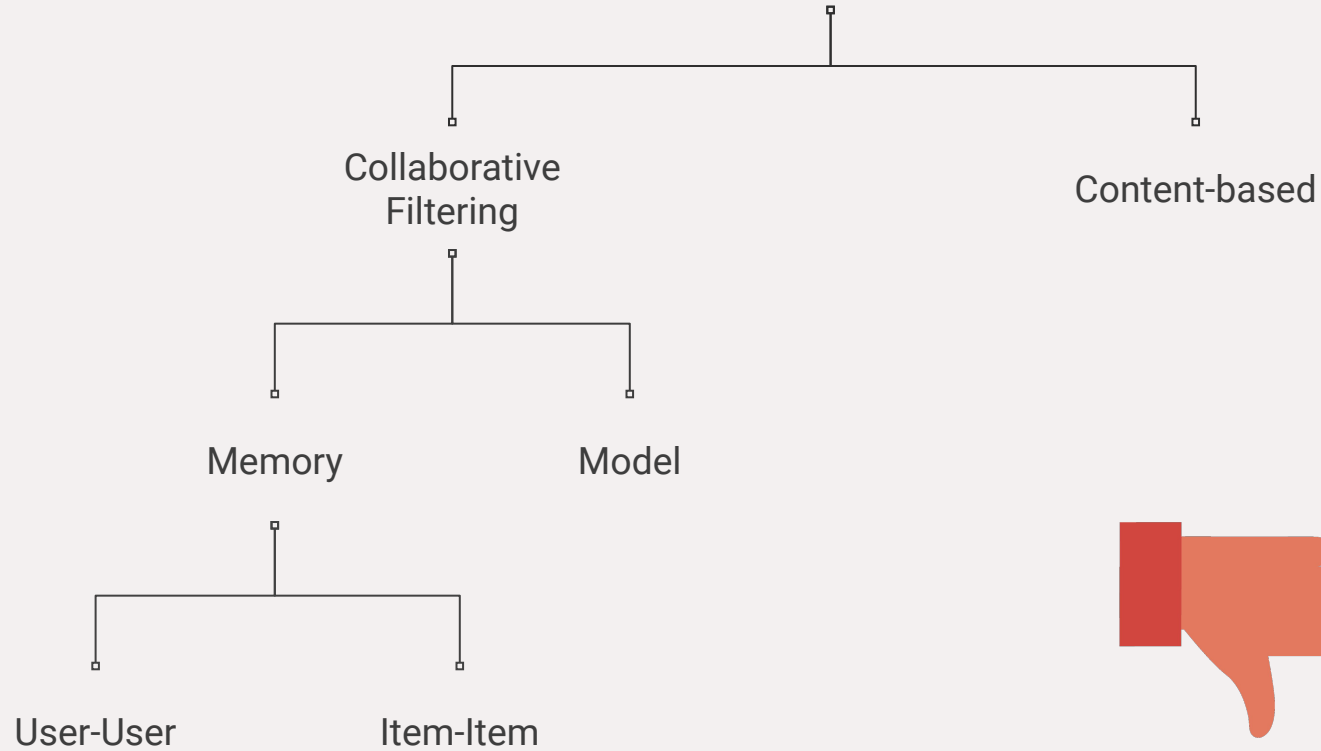 Collaborative
Filtering
Content-based
Memory
Model
User-User
Item-Item